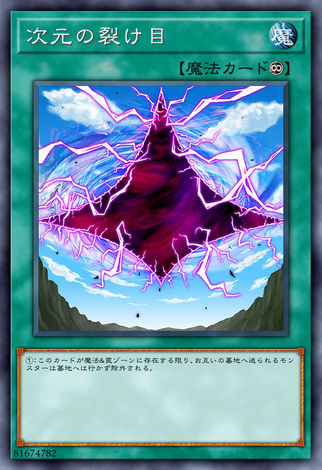 次元の裂け目
魔
【魔法カード♾】
①:このカードが魔法&罠ゾーンに存在する限り、お互いの墓地へ送られるモン
スターは墓地へは行かず除外される。
81674782